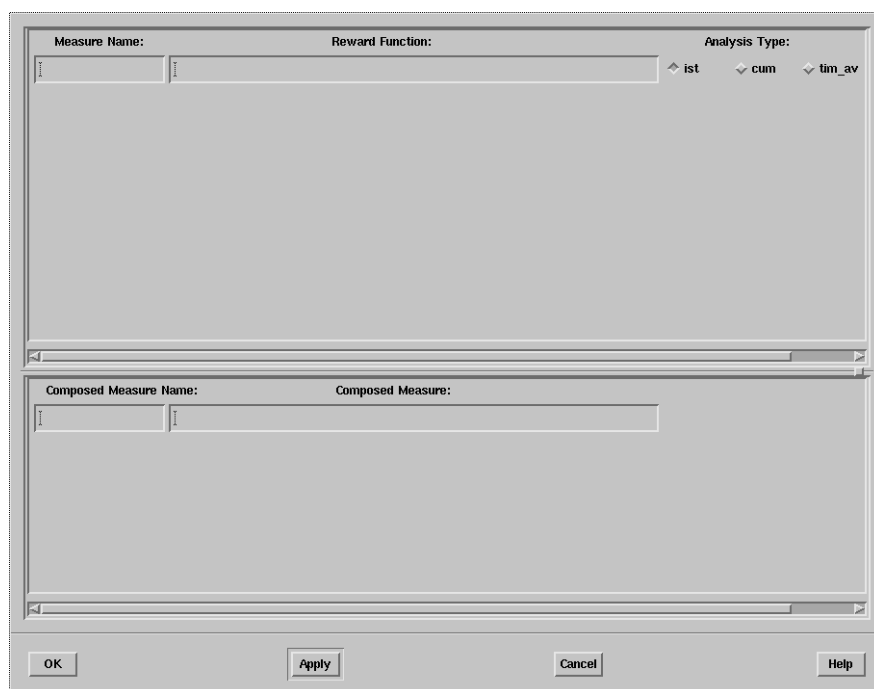 Measure Name: Reward Function: Analysis Type:
ist cum tim_av
Composed Measure Name: Composed Measure:
OK Apply Cancel Help